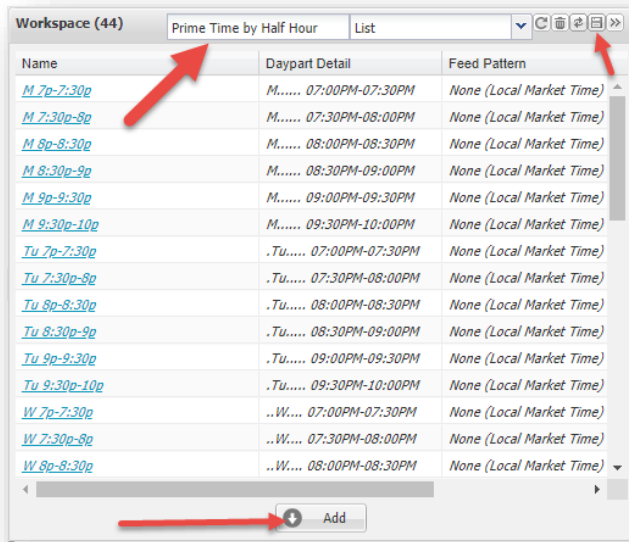 Workspace (44) Prime Time by Half Hour List
Name Daypart Detail Feed Pattern
M 7p-7:30p M...... 07:00PM-07:30PM None (Local Market Time)
M 7:30p-8p M...... 07:30PM-08:00PM None (Local Market Time)
M 8p-8:30p M...... 08:00PM-08:30PM None (Local Market Time)
M 8:30p-9p M...... 08:30PM-09:00PM None (Local Market Time)
M 9p-9:30p M...... 09:00PM-09:30PM None (Local Market Time)
M 9:30p-10p M...... 09:30PM-10:00PM None (Local Market Time)
Tu 7p-7:30p .Tu..... 07:00PM-07:30PM None (Local Market Time)
Tu 7:30p-8p .Tu..... 07:30PM-08:00PM None (Local Market Time)
Tu 8p-8:30p .Tu..... 08:00PM-08:30PM None (Local Market Time)
Tu 8:30p-9p .Tu..... 08:30PM-09:00PM None (Local Market Time)
Tu 9p-9:30p .Tu..... 09:00PM-09:30PM None (Local Market Time)
Tu 9:30p-10p .Tu..... 09:30PM-10:00PM None (Local Market Time)
W 7p-7:30p ..W.... 07:00PM-07:30PM None (Local Market Time)
W 7:30p-8p ..W.... 07:30PM-08:00PM None (Local Market Time)
W 8p-8:30p ..W.... 08:00PM-08:30PM None (Local Market Time)
Add